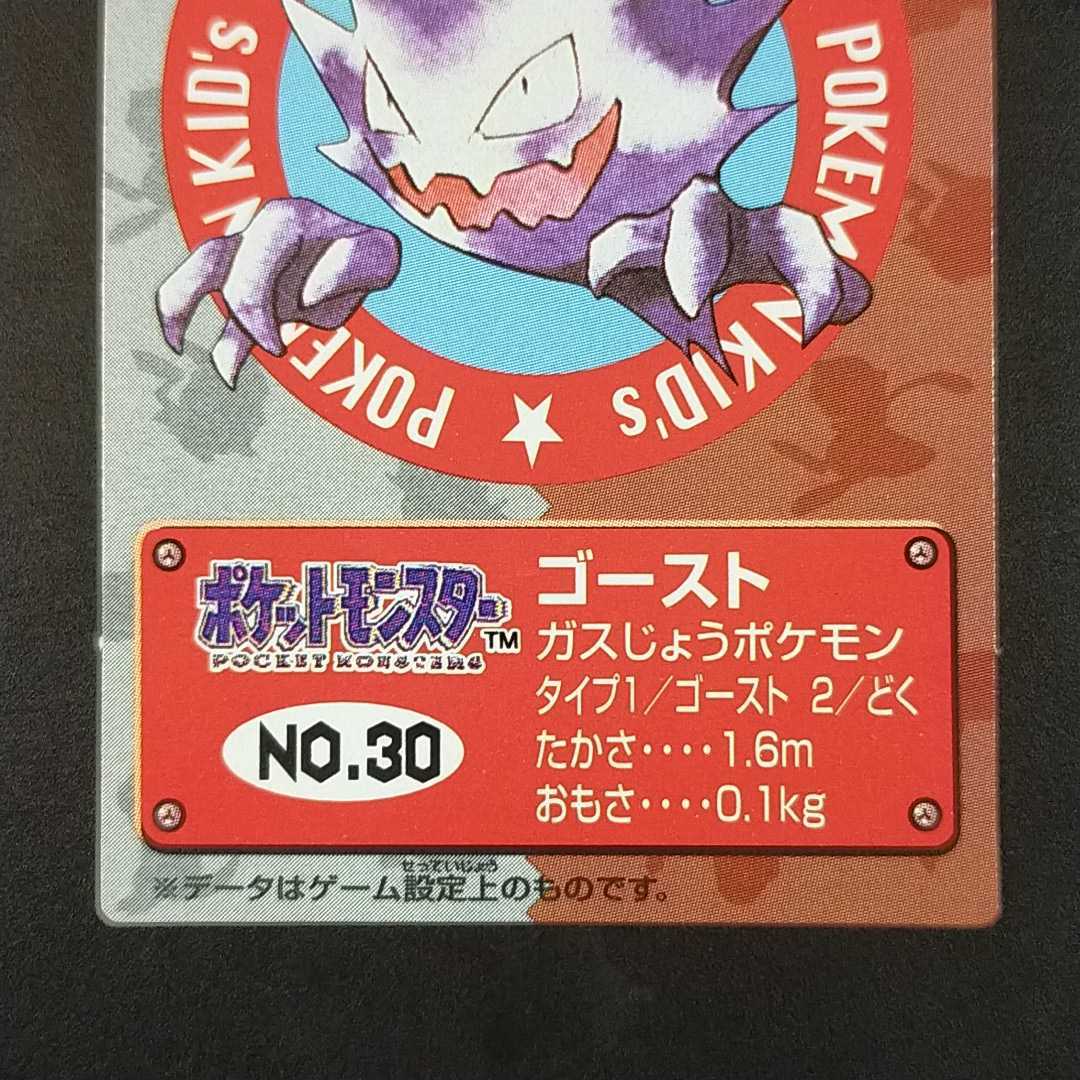 N KID's
POKEM
POKE
★
N KID's
ポケットモンスター TM
POCKET MONSTERS
NO.30
ゴースト
ガスじょうポケモン
タイプ1/ゴースト 2/どく
たかさ････1.6m
おもさ････0.1kg
せっていじょう
※データはゲーム設定上のものです。